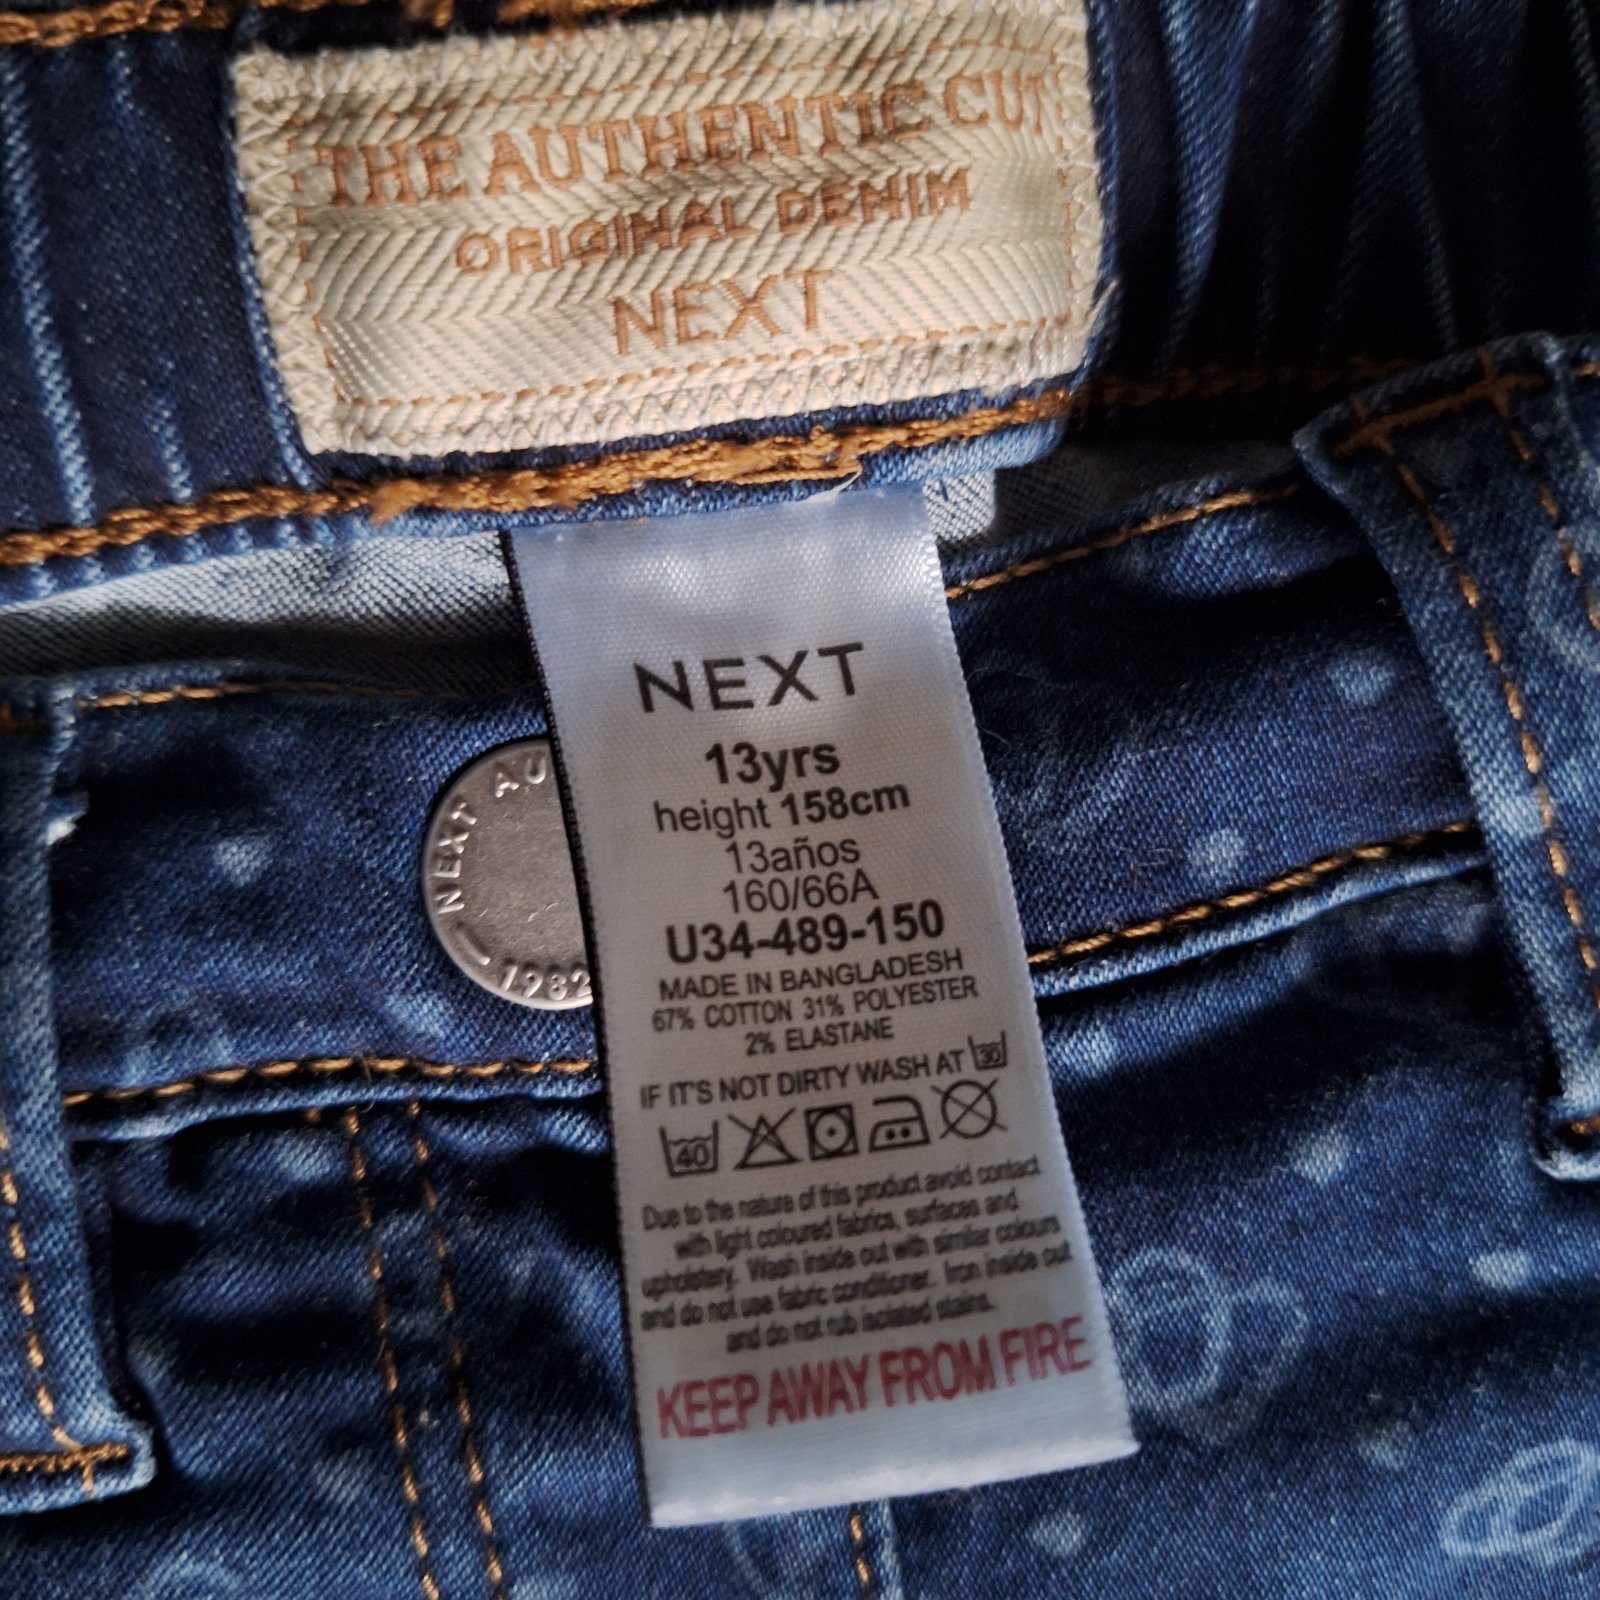 THE AUTHENTIC CUT
ORIGINAL DENIM
NEXT
NEXT AU
1982
NEXT
13yrs
height 158cm
13años
160/66A
U34-489-150
MADE IN BANGLADESH
67% COTTON 31% POLYESTER
2% ELASTANE
IF IT'S NOT DIRTY WASH AT 30
40
Due to the nature of this product avoid contact
with light coloured fabrics, surfaces and
upholstery. Wash inside out with similar colours
and do not use fabric conditioner. Iron inside out
and do not rub isolated stains.
KEEP AWAY FROM FIRE